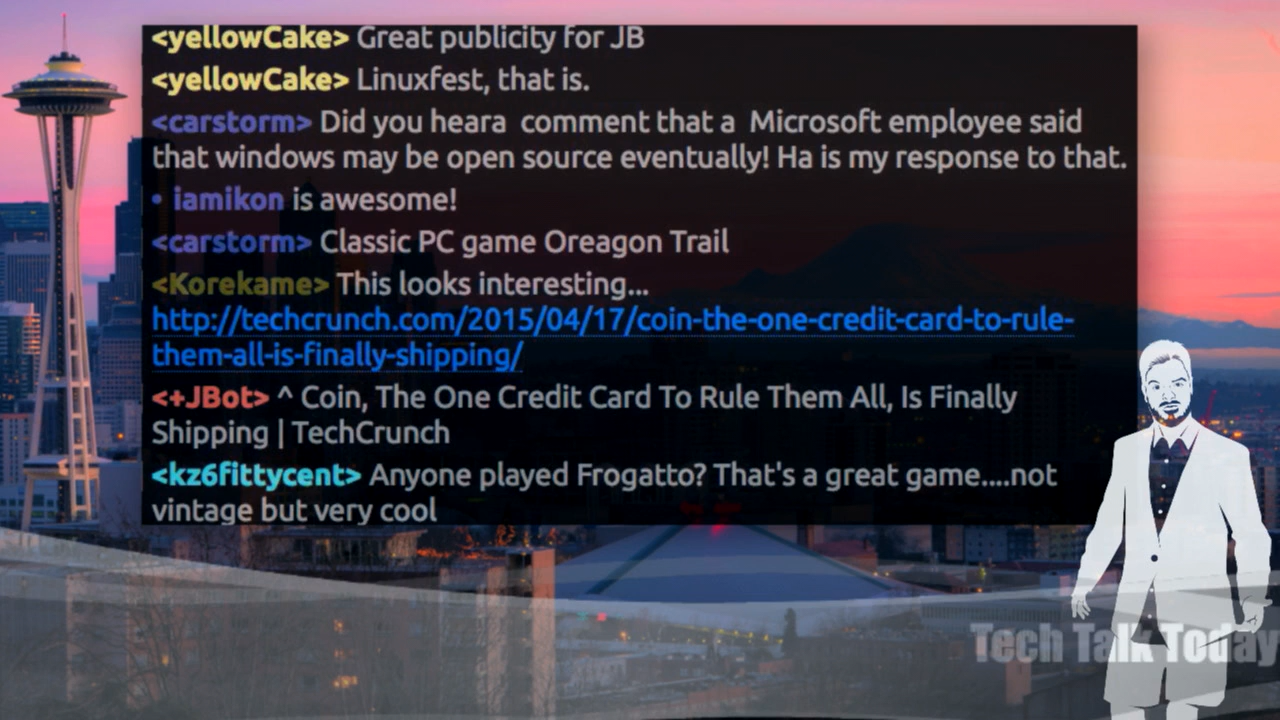 <yellowCake> Great publicity for JB
<yellowCake> Linuxfest, that is.
<carstorm> Did you heara  comment that a  Microsoft employee said
that windows may be open source eventually! Ha is my response to that.
• iamikon is awesome!
<carstorm> Classic PC game Oreagon Trail
<Korekame> This looks interesting...
http://techcrunch.com/2015/04/17/coin-the-one-credit-card-to-rule-
them-all-is-finally-shipping/
<+JBot> ^ Coin, The One Credit Card To Rule Them All, Is Finally
Shipping | TechCrunch
<kz6fittycent> Anyone played Frogatto? That's a great game....not
vintage but very cool
Tech Talk Today